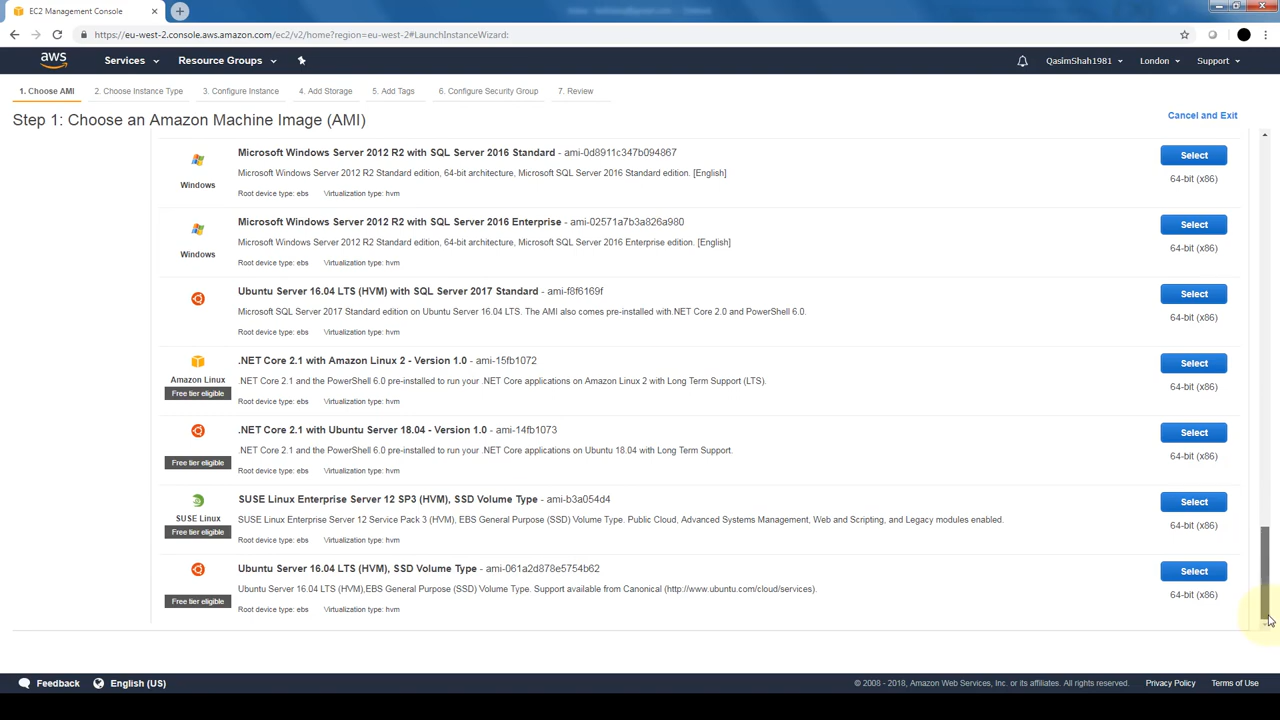 EC2 Management Console
https://eu-west-2.console.aws.amazon.com/ec2/v2/home?region=eu-west-2#LaunchInstanceWizard:
aws Services Resource Groups QasimShah1981 London Support
1. Choose AMI 2. Choose Instance Type 3. Configure Instance 4. Add Storage 5. Add Tags 6. Configure Security Group 7. Review
Step 1: Choose an Amazon Machine Image (AMI) Cancel and Exit
Microsoft Windows Server 2012 R2 with SQL Server 2016 Standard - ami-0d8911c347b094867 Select
Windows Microsoft Windows Server 2012 R2 Standard edition, 64-bit architecture, Microsoft SQL Server 2016 Standard edition. [English] 64-bit (x86)
Root device type: ebs Virtualization type: hvm
Microsoft Windows Server 2012 R2 with SQL Server 2016 Enterprise - ami-02571a7b3a826a980 Select
Windows Microsoft Windows Server 2012 R2 Standard edition, 64-bit architecture, Microsoft SQL Server 2016 Enterprise edition. [English] 64-bit (x86)
Root device type: ebs Virtualization type: hvm
Ubuntu Server 16.04 LTS (HVM) with SQL Server 2017 Standard - ami-f8f6169f Select
Microsoft SQL Server 2017 Standard edition on Ubuntu Server 16.04 LTS. The AMI also comes pre-installed with.NET Core 2.0 and PowerShell 6.0. 64-bit (x86)
Root device type: ebs Virtualization type: hvm
.NET Core 2.1 with Amazon Linux 2 - Version 1.0 - ami-15fb1072 Select
Amazon Linux .NET Core 2.1 and the PowerShell 6.0 pre-installed to run your .NET Core applications on Amazon Linux 2 with Long Term Support (LTS). 64-bit (x86)
Free tier eligible Root device type: ebs Virtualization type: hvm
.NET Core 2.1 with Ubuntu Server 18.04 - Version 1.0 - ami-14fb1073 Select
.NET Core 2.1 and the PowerShell 6.0 pre-installed to run your .NET Core applications on Ubuntu 18.04 with Long Term Support. 64-bit (x86)
Free tier eligible Root device type: ebs Virtualization type: hvm
SUSE Linux Enterprise Server 12 SP3 (HVM), SSD Volume Type - ami-b3a054d4 Select
SUSE Linux SUSE Linux Enterprise Server 12 Service Pack 3 (HVM), EBS General Purpose (SSD) Volume Type. Public Cloud, Advanced Systems Management, Web and Scripting, and Legacy modules enabled. 64-bit (x86)
Free tier eligible Root device type: ebs Virtualization type: hvm
Ubuntu Server 16.04 LTS (HVM), SSD Volume Type - ami-061a2d878e5754b62 Select
Ubuntu Server 16.04 LTS (HVM),EBS General Purpose (SSD) Volume Type. Support available from Canonical (http://www.ubuntu.com/cloud/services). 64-bit (x86)
Free tier eligible Root device type: ebs Virtualization type: hvm
Feedback English (US) © 2008 - 2018, Amazon Web Services, Inc. or its affiliates. All rights reserved. Privacy Policy Terms of Use